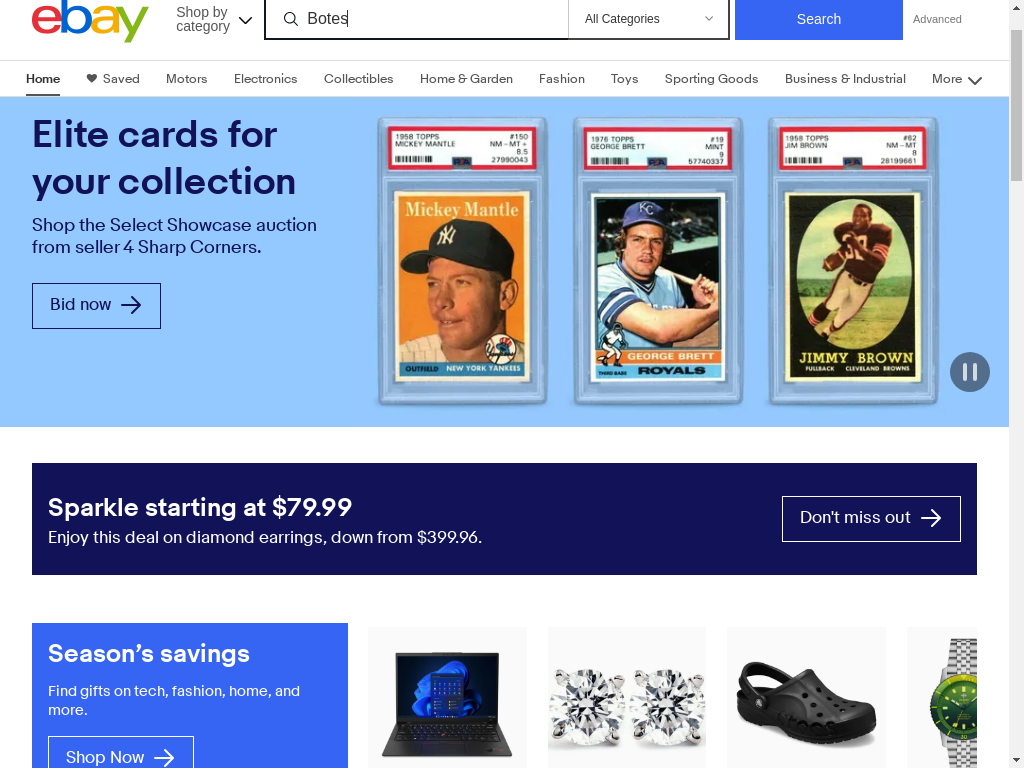 ebay
Shop by
category
Botes
All Categories
Search
Advanced
Home
Saved
Motors
Electronics
Collectibles
Home & Garden
Fashion
Toys
Sporting Goods
Business & Industrial
More
Elite cards for
your collection
Shop the Select Showcase auction
from seller 4 Sharp Corners.
Bid now
1958 TOPPS #150
MICKEY MANTLE NM - MT +
8.5
PSA 27990043
Mickey Mantle
OUTFIELD NEW YORK YANKEES
1976 TOPPS #19
GEORGE BRETT MINT
9
PSA 57740337
KC
GEORGE BRETT
THIRD BASE ROYALS
1958 TOPPS #62
JIM BROWN NM - MT
8
PSA 28199661
JIMMY BROWN
FULLBACK CLEVELAND BROWNS
Sparkle starting at $79.99
Enjoy this deal on diamond earrings, down from $399.96.
Don't miss out
Season's savings
Find gifts on tech, fashion, home, and
more.
Shop Now